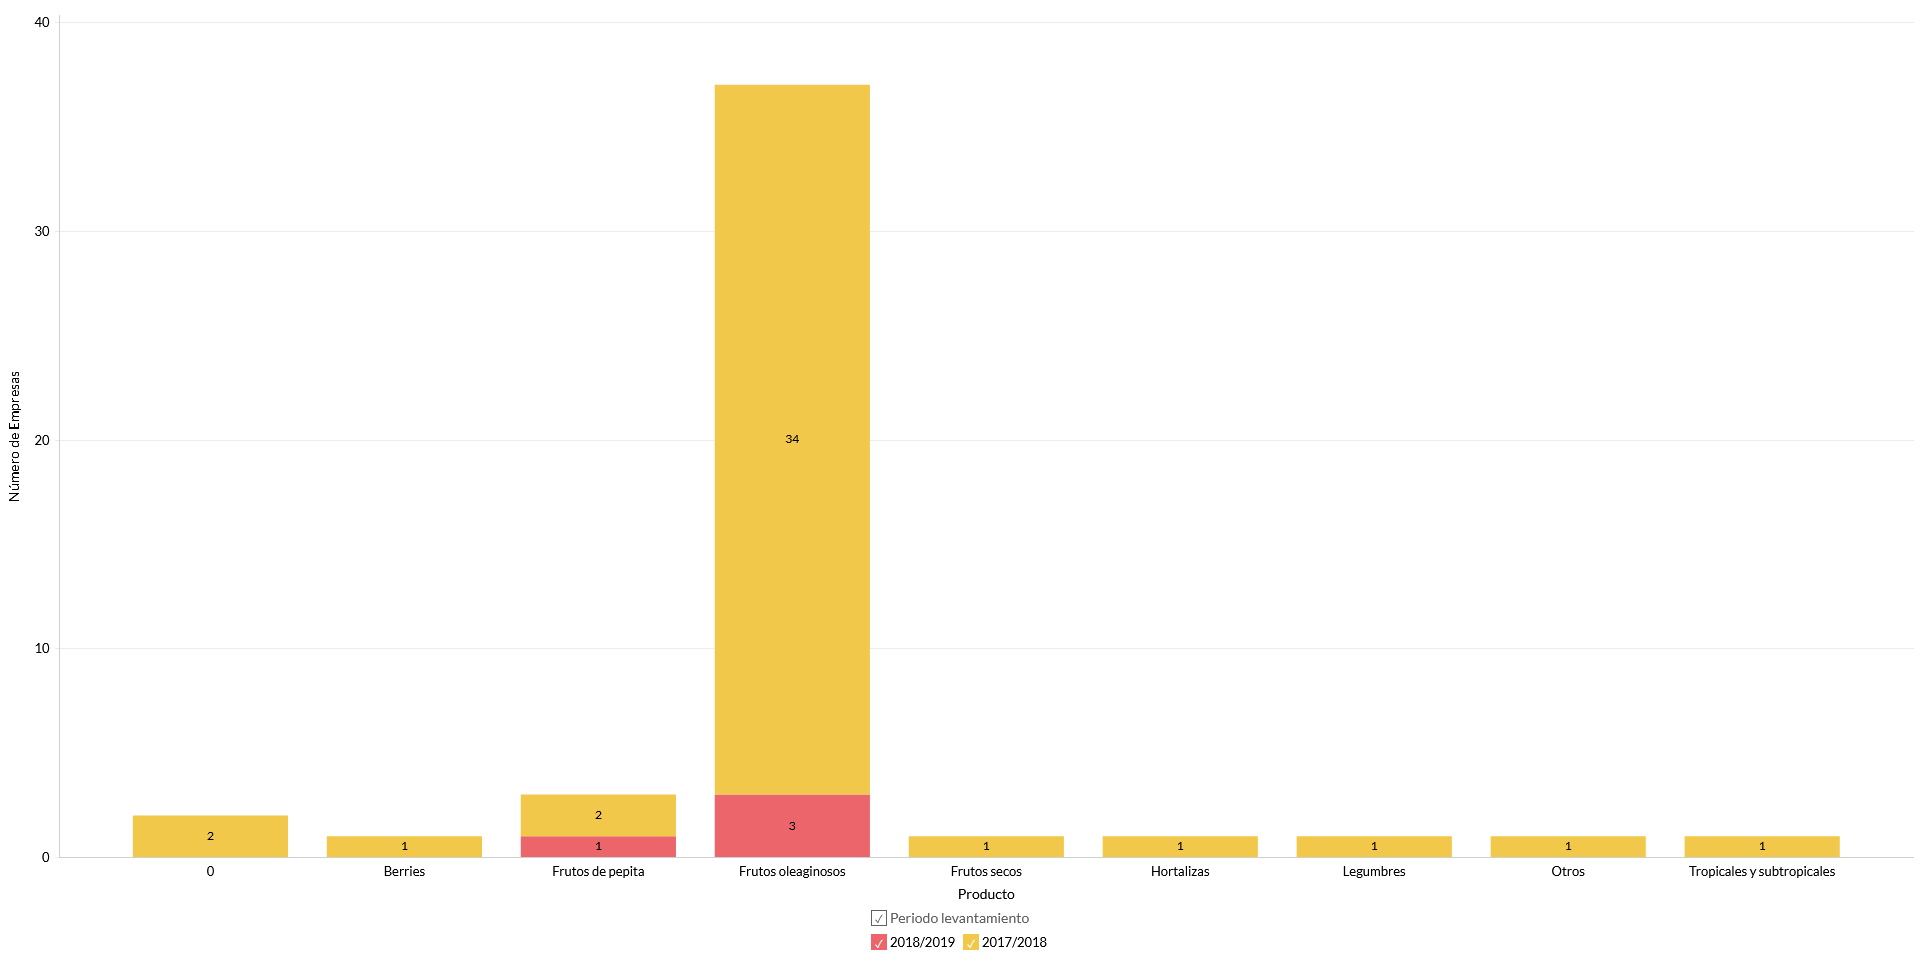 40
30
20
10
0
Número de Empresas
34
2
1
2
1
3
1
1
1
1
1
0
Berries
Frutos de pepita
Frutos oleaginosos
Frutos secos
Hortalizas
Legumbres
Otros
Tropicales y subtropicales
Producto
Periodo levantamiento
2018/2019 2017/2018